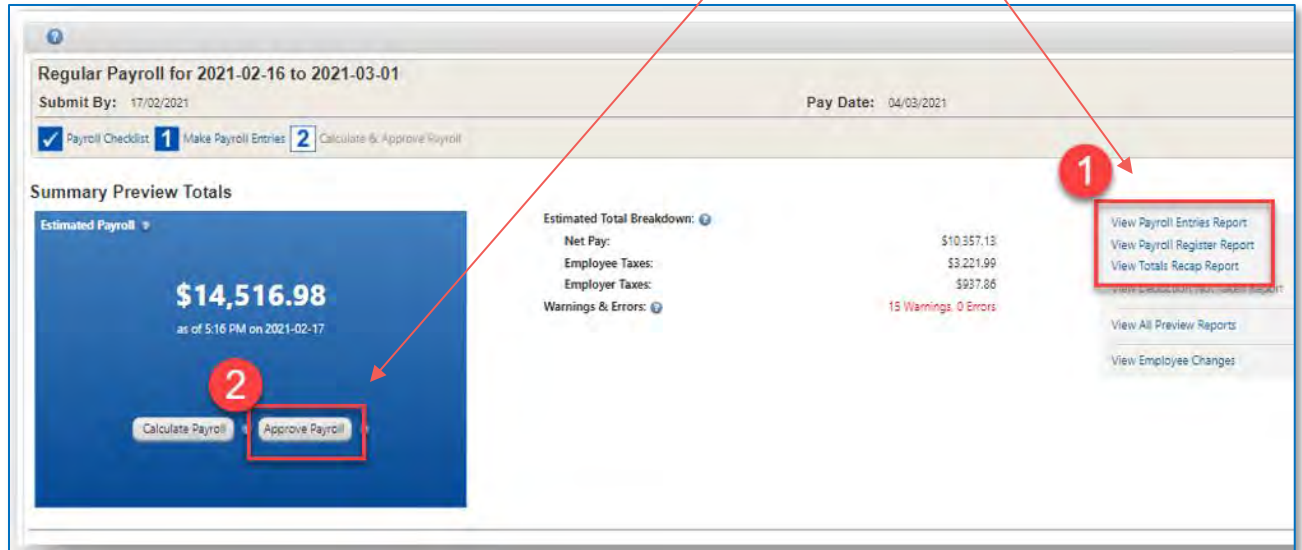 Regular Payroll for 2021-02-16 to 2021-03-01
Submit By: 17/02/2021
Pay Date: 04/03/2021
Payroll Checklist 1 Make Payroll Entries 2 Calculate & Approve Payroll
Summary Preview Totals
Estimated Payroll
$14,516.98
as of 5:16 PM on 2021-02-17
2
Calculate Payroll
Approve Payroll
Estimated Total Breakdown:
Net Pay: $10,357.13
Employee Taxes: $3,221.99
Employer Taxes: $937.86
Warnings & Errors: 15 Warnings, 0 Errors
1
View Payroll Entries Report
View Payroll Register Report
View Totals Recap Report
View Deduction Not Taken Report
View All Preview Reports
View Employee Changes